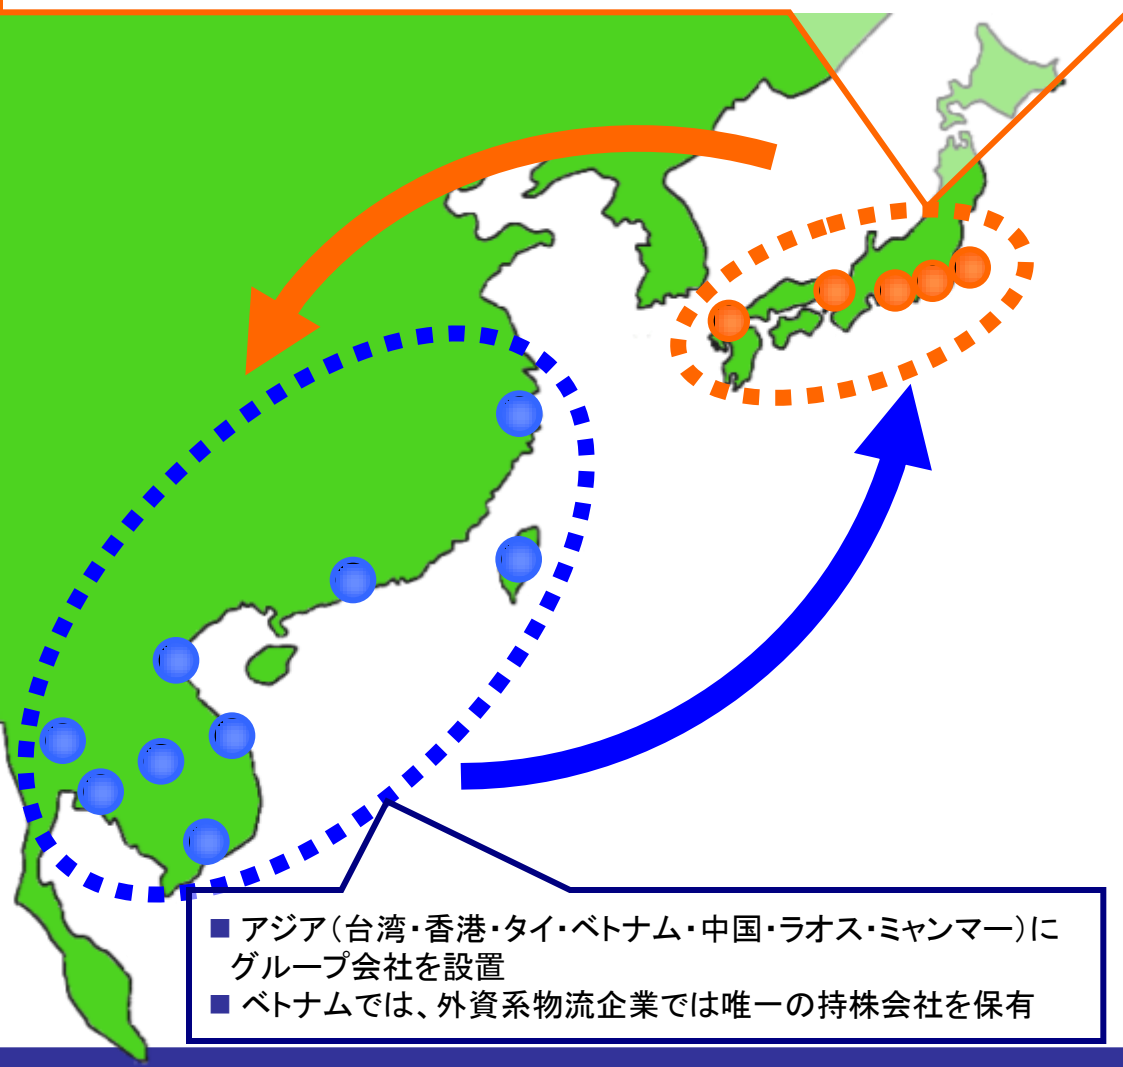 ■ アジア(台湾・香港・タイ・ベトナム・中国・ラオス・ミャンマー)に
グループ会社を設置
■ ベトナムでは、外資系物流企業では唯一の持株会社を保有